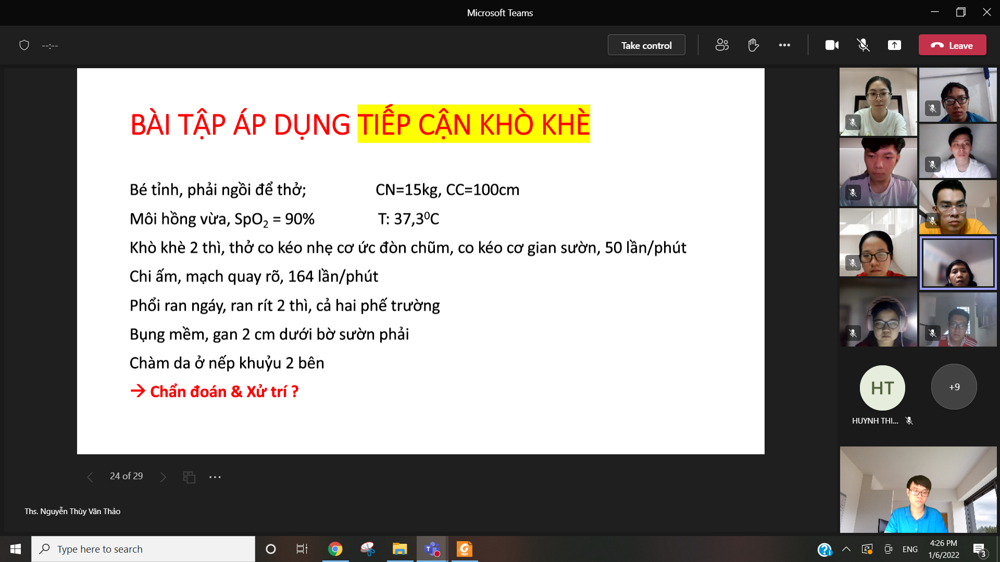 Microsoft Teams
--:--
Take control
Leave
BÀI TẬP ÁP DỤNG TIẾP CẬN KHÒ KHÈ
Bé tỉnh, phải ngồi để thở; CN=15kg, CC=100cm
Môi hồng vừa, SpO₂ = 90% T: 37,3⁰C
Khò khè 2 thì, thở co kéo nhẹ cơ ức đòn chũm, co kéo cơ gian sườn, 50 lần/phút
Chi ấm, mạch quay rõ, 164 lần/phút
Phổi ran ngáy, ran rít 2 thì, cả hai phế trường
Bụng mềm, gan 2 cm dưới bờ sườn phải
Chàm da ở nếp khuỷu 2 bên
→ Chẩn đoán & Xử trí ?
HT
+9
HUYNH THI...
24 of 29
Ths. Nguyễn Thùy Vân Thảo
Type here to search
ENG
4:26 PM
1/6/2022
3